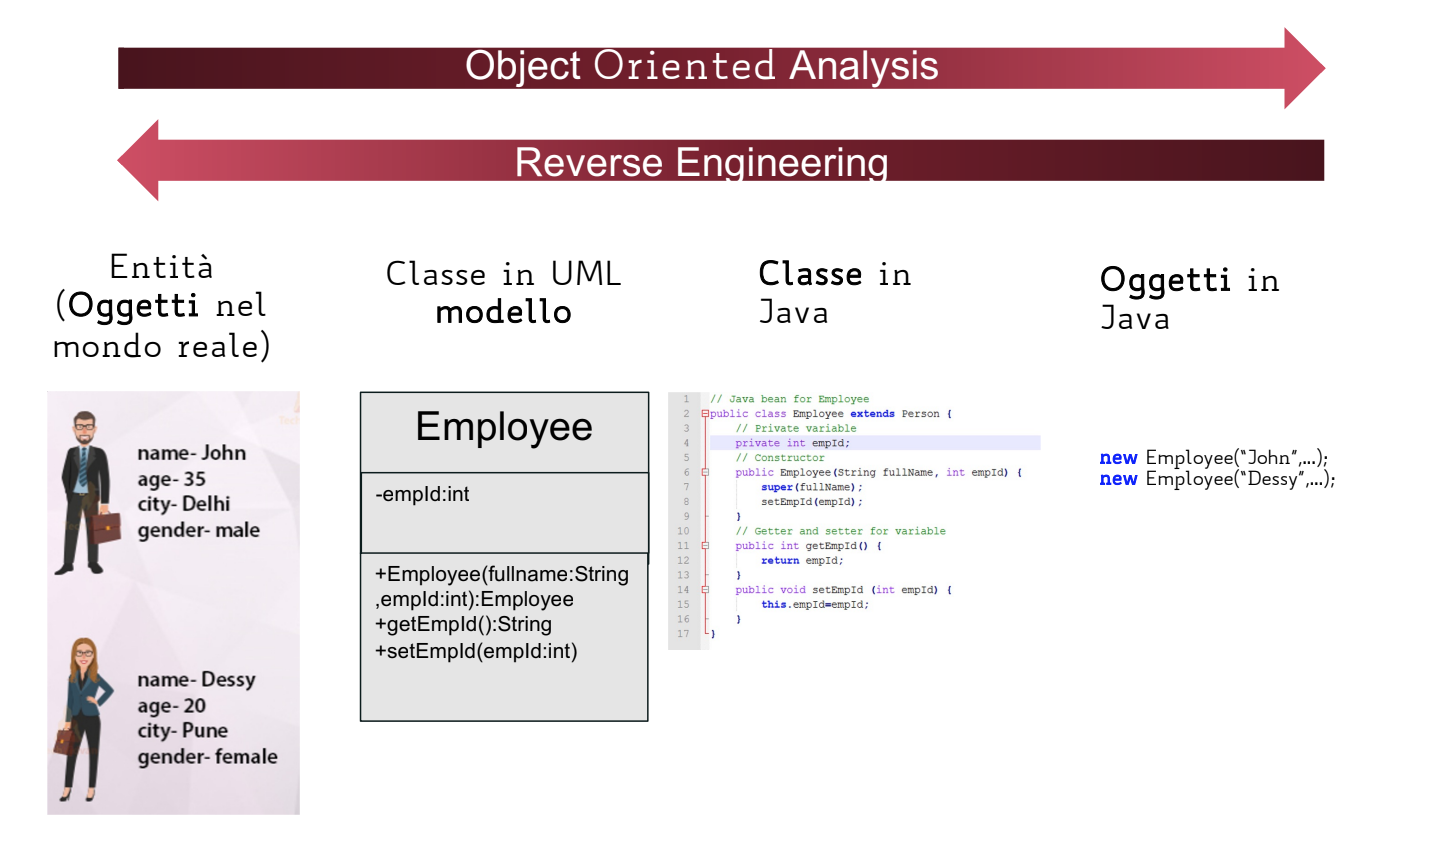 Object Oriented Analysis
Reverse Engineering
Entità
(Oggetti nel
mondo reale)
Classe in UML
modello
Classe in
Java
Oggetti in
Java
name- John
age- 35
city- Delhi
gender- male
name- Dessy
age- 20
city- Pune
gender- female
Employee
-empId:int
+Employee(fullname:String
,empId:int):Employee
+getEmpId():String
+setEmpId(empId:int)
1 // Java bean for Employee
2 public class Employee extends Person {
3 // Private variable
4 private int empId;
5 // Constructor
6 public Employee(String fullName, int empId) {
7 super(fullName);
8 setEmpId(empId);
9 }
10 // Getter and setter for variable
11 public int getEmpId() {
12 return empId;
13 }
14 public void setEmpId (int empId) {
15 this.empId=empId;
16 }
17 }
new Employee("John",...);
new Employee("Dessy",...);